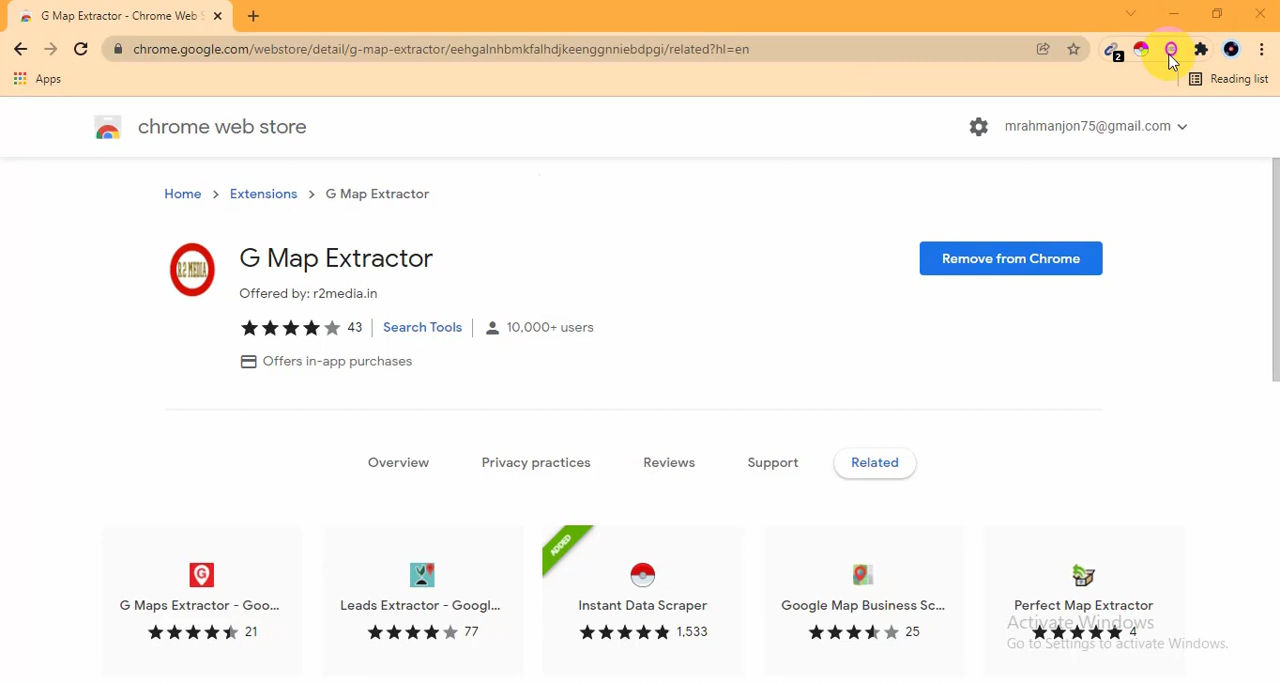 G Map Extractor - Chrome Web S
chrome.google.com/webstore/detail/g-map-extractor/eehgalnhbmkfalhdjkeenggnniebdpgi/related?hl=en
2
Apps
Reading list
chrome web store
mrahmanjon75@gmail.com
Home > Extensions > G Map Extractor
R2 MEDIA
G Map Extractor
Remove from Chrome
Offered by: r2media.in
43 Search Tools 10,000+ users
Offers in-app purchases
Overview Privacy practices Reviews Support Related
ADDED
G
G Maps Extractor - Goo... Leads Extractor - Googl... Instant Data Scraper Google Map Business Sc... Perfect Map Extractor
21 77 1,533 25 4
Activate Windows
Go to Settings to activate Windows.